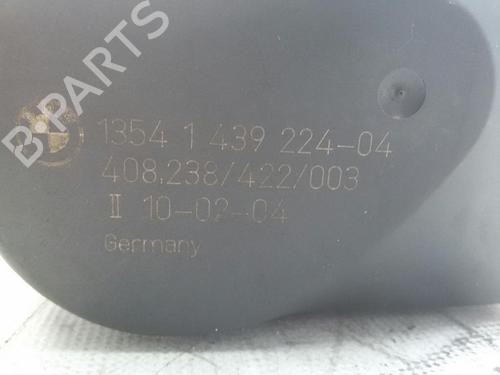 1354 1 439 224-04
408.238/422/003
II 10-02-04
Germany
B-PARTS